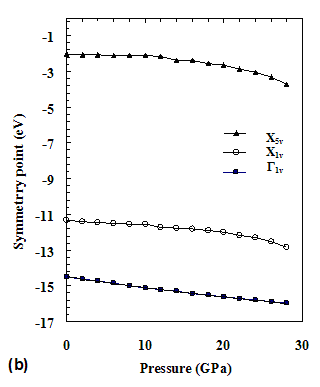 -1
-3
-5
-7
-9
-11
-13
-15
-17
Symmetrry point (eV)
X5v
X1v
Γ1v
0 10 20 30
Pressure (GPa)
(b)